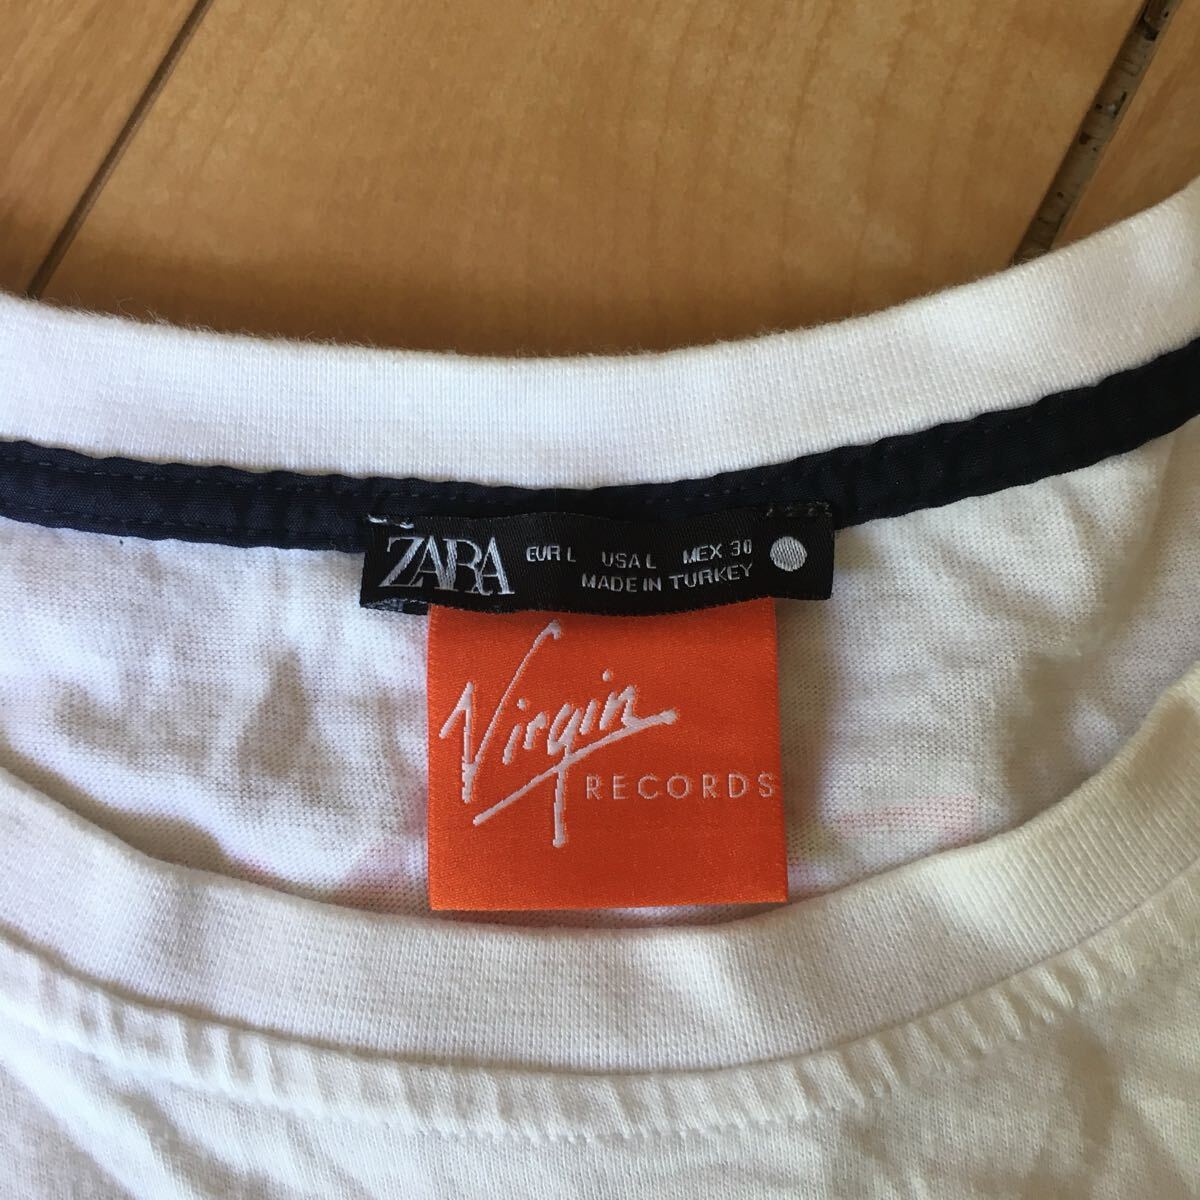 ZARA EUR L USA L MEX 30
MADE IN TURKEY
Virgin
RECORDS